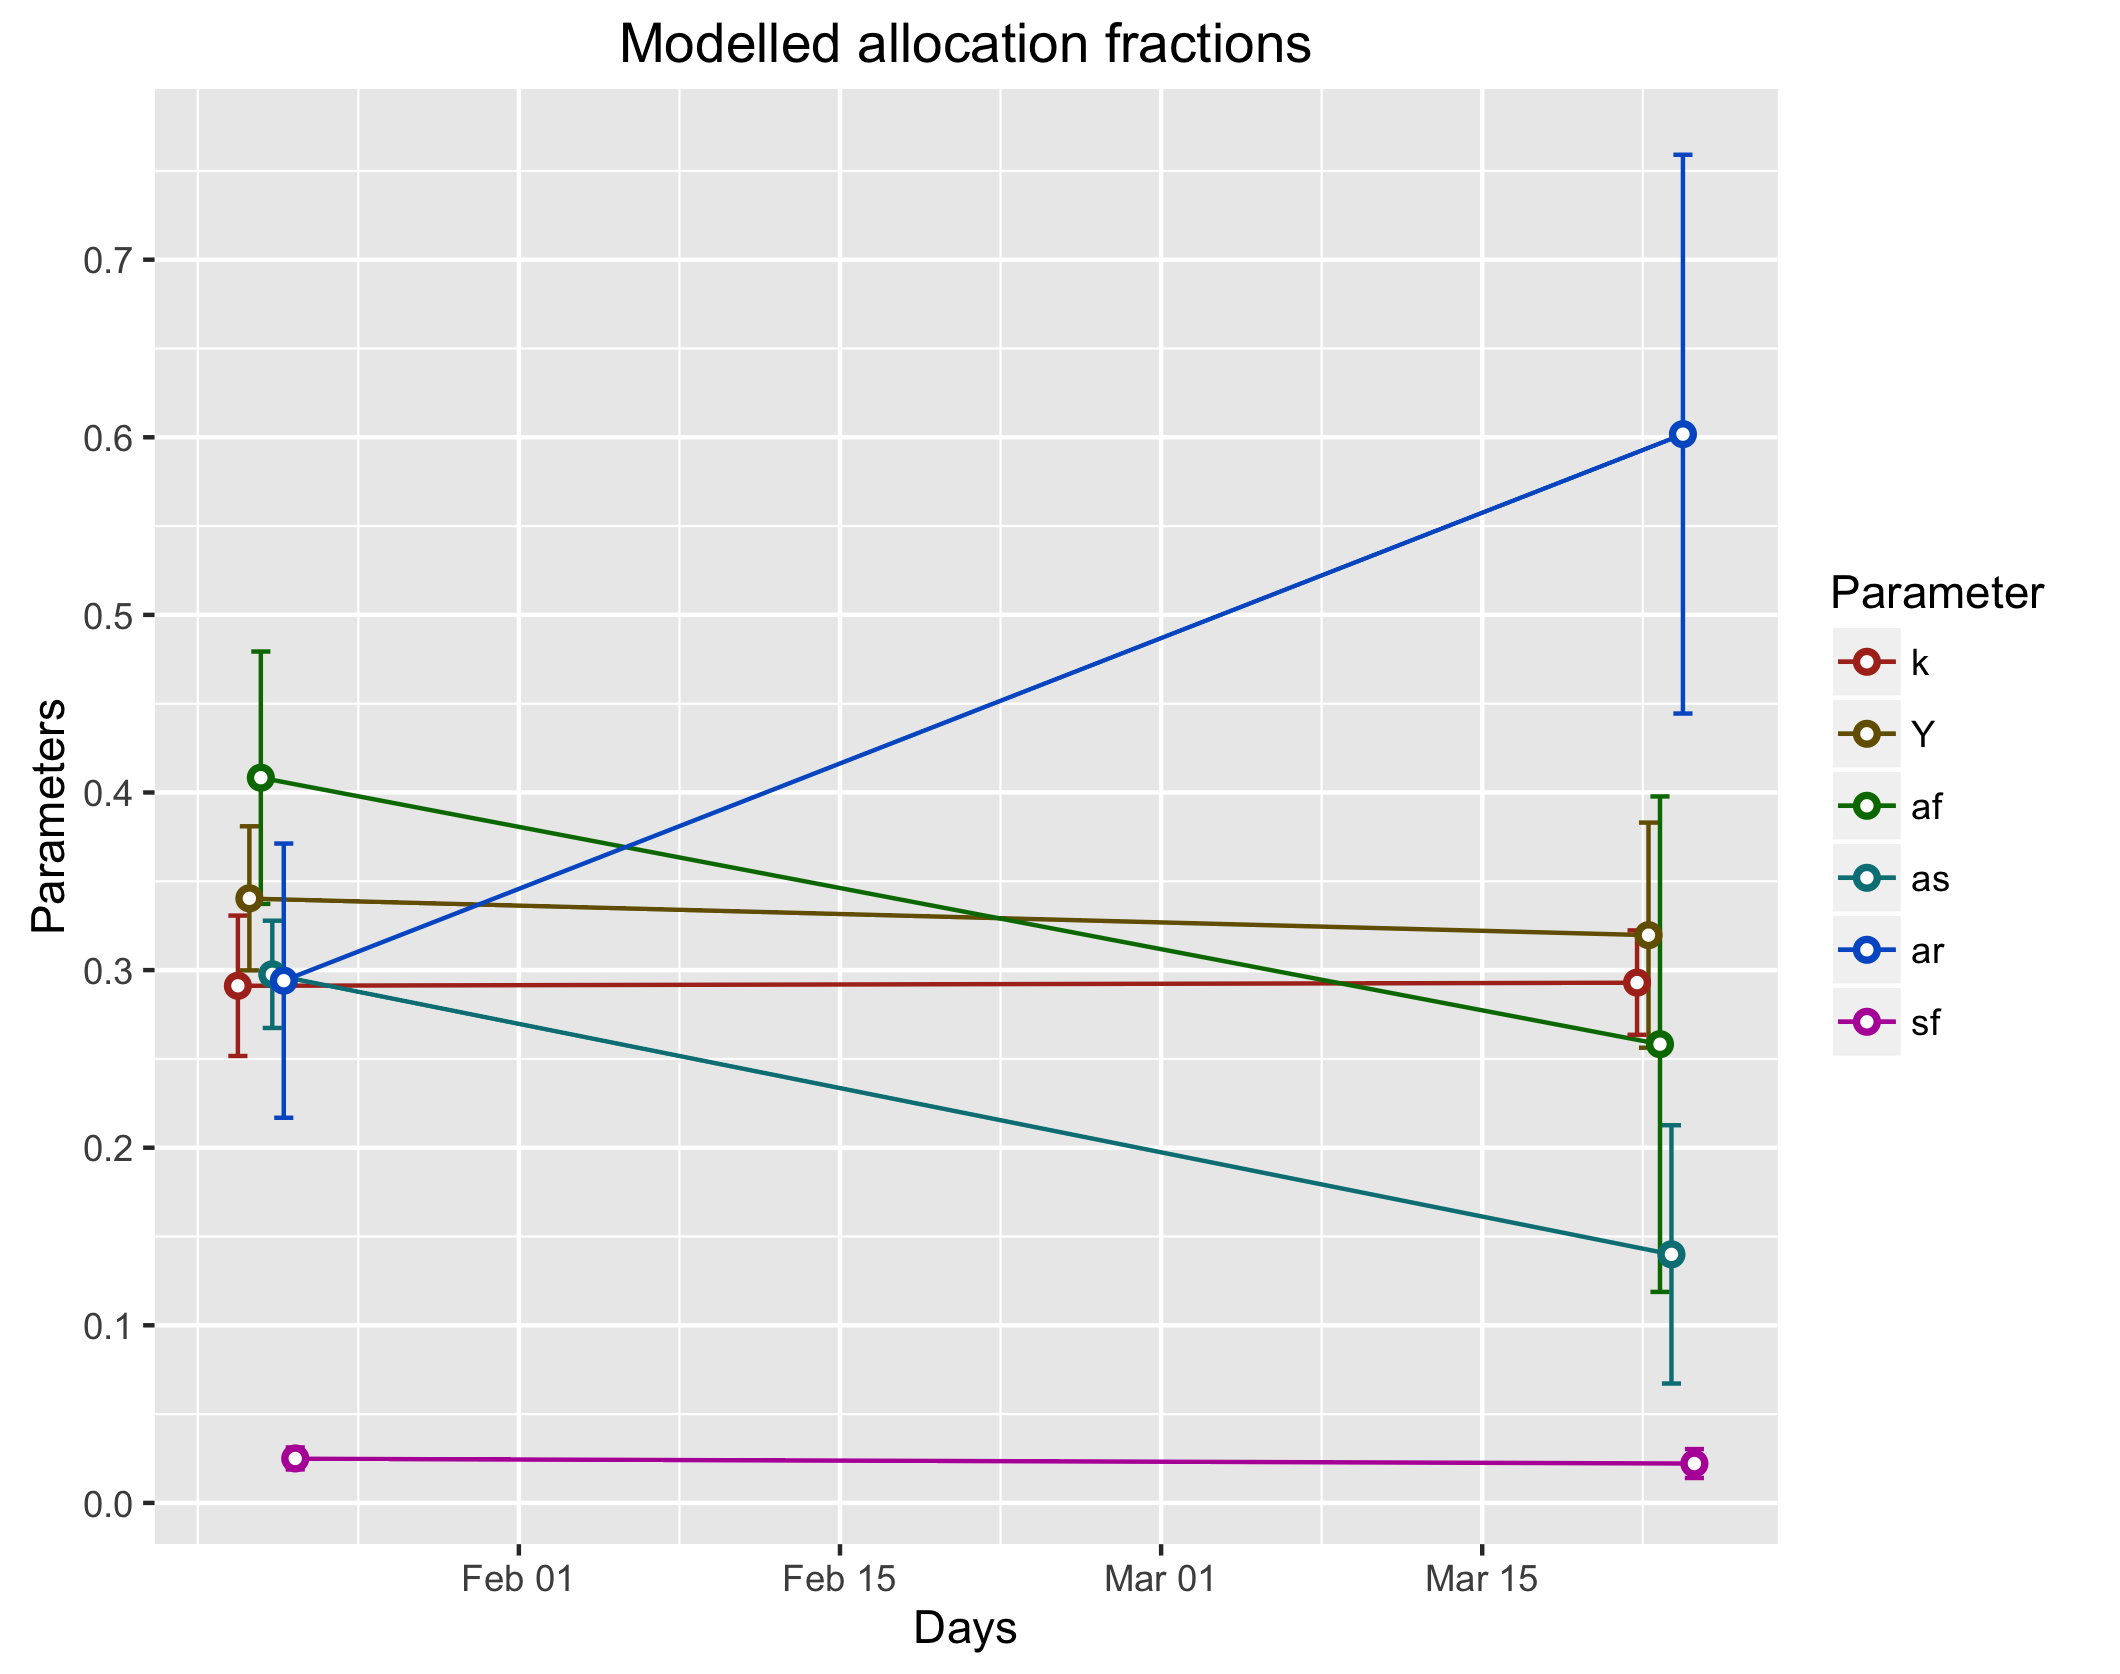 Modelled allocation fractions
Parameters
0.7
0.6
0.5
0.4
0.3
0.2
0.1
0.0
Feb 01
Feb 15
Mar 01
Mar 15
Days
Parameter
k
Y
af
as
ar
sf